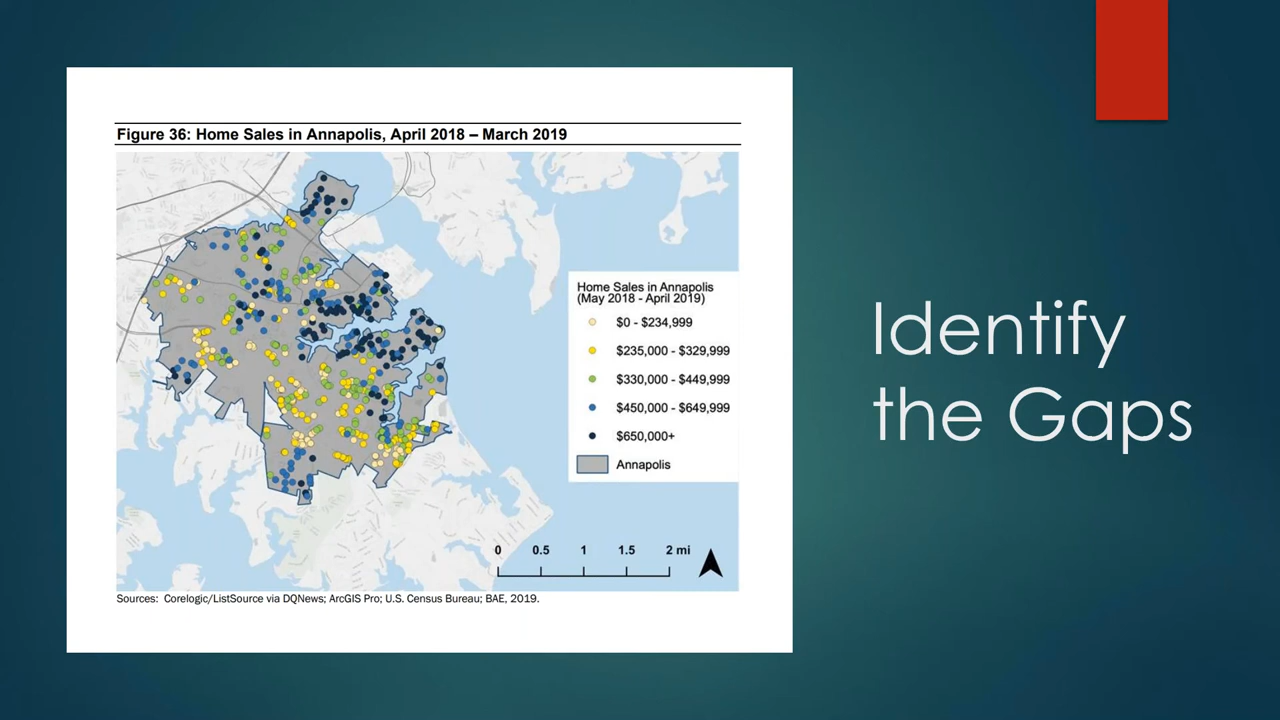 Figure 36: Home Sales in Annapolis, April 2018 – March 2019
Home Sales in Annapolis
(May 2018 - April 2019)
$0 - $234,999
$235,000 - $329,999
$330,000 - $449,999
$450,000 - $649,999
$650,000+
Annapolis
0 0.5 1 1.5 2 mi
Sources: Corelogic/ListSource via DQNews; ArcGIS Pro; U.S. Census Bureau; BAE, 2019.
Identify
the Gaps